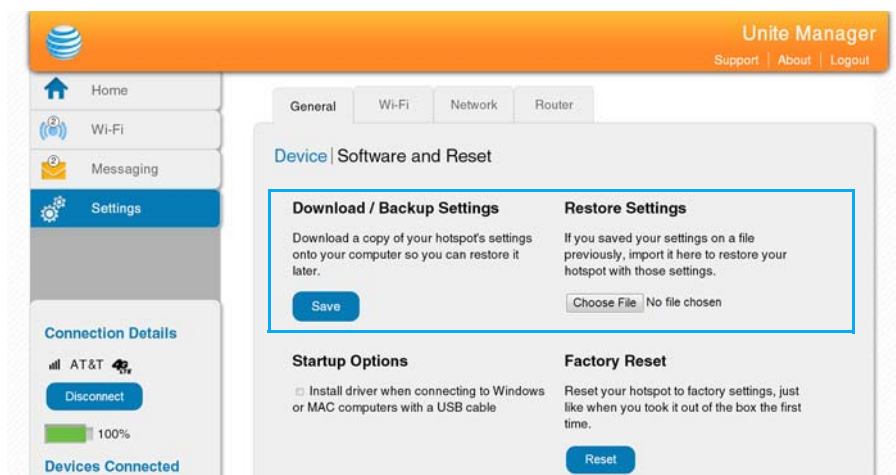 Unite Manager
Support | About | Logout
Home
2
Wi-Fi
2
Messaging
Settings
General
Wi-Fi
Network
Router
Device | Software and Reset
Download / Backup Settings
Download a copy of your hotspot's settings
onto your computer so you can restore it
later.
Save
Restore Settings
If you saved your settings on a file
previously, import it here to restore your
hotspot with those settings.
Choose File No file chosen
Startup Options
Install driver when connecting to Windows
or MAC computers with a USB cable
Factory Reset
Reset your hotspot to factory settings, just
like when you took it out of the box the first
time.
Reset
Connection Details
AT&T 4G LTE
Disconnect
100%
Devices Connected